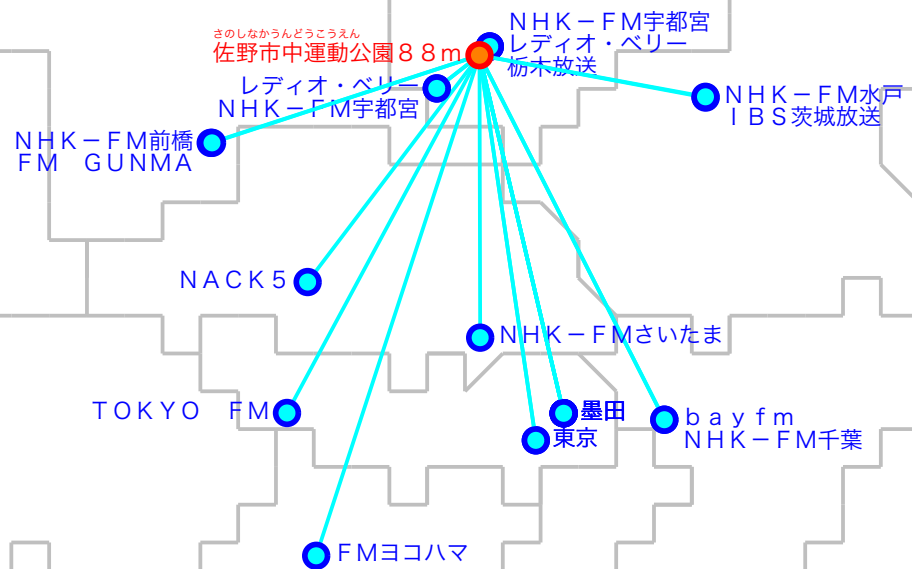 ＮＨＫ－ＦＭ宇都宮
レディオ・ベリー
栃木放送
さのしなかうんどうこうえん
佐野市中運動公園８８ｍ
レディオ・ベリー
ＮＨＫ－ＦＭ宇都宮
ＮＨＫ－ＦＭ水戸
ＩＢＳ茨城放送
ＮＨＫ－ＦＭ前橋
ＦＭ　ＧＵＮＭＡ
ＮＡＣＫ５
ＮＨＫ－ＦＭさいたま
ＴＯＫＹＯ　ＦＭ
墨田
東京
ｂａｙｆｍ
ＮＨＫ－ＦＭ千葉
ＦＭヨコハマ